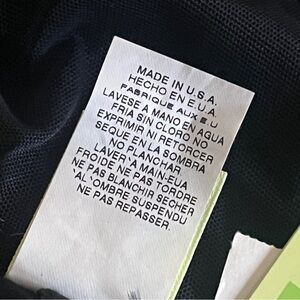 MADE IN U.S.A.
HECHO EN E.U.A.
FABRIQUE AUX E U
LAVESE A MANO EN AGUA
FRIA SIN CLORO NO
EXPRIMIR NI RETORCER
SEQUE EN LA SOMBRA
NO PLANCHAR
LAVER A MAIN-EUA
FROIDE NE PAS TORDRE
PAS BLANCHIR SECHER
AL 'OMBRE SUSPENDU
NE PAS REPASSER.